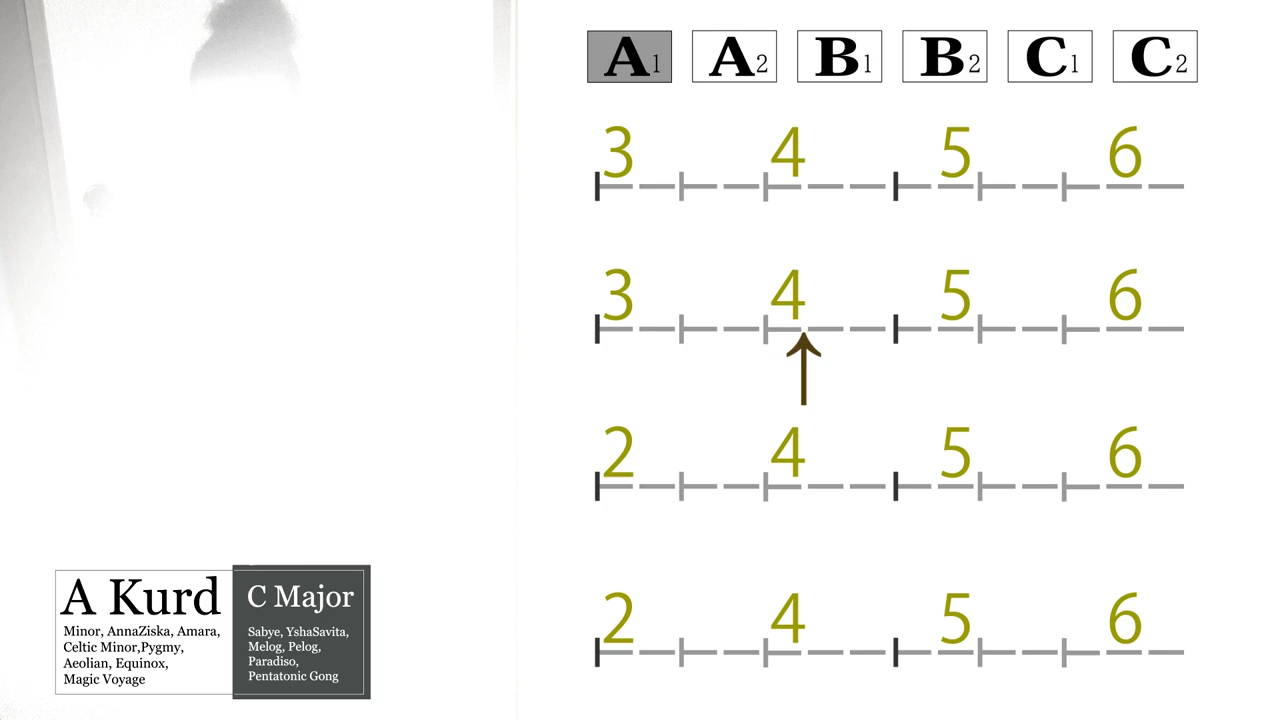 A1 A2 B1 B2 C1 C2
3 4 5 6
3 4 5 6
2 4 5 6
2 4 5 6
A Kurd
Minor, AnnaZiska, Amara,
Celtic Minor,Pygmy,
Aeolian, Equinox,
Magic Voyage
C Major
Sabye, YshaSavita,
Melog, Pelog,
Paradiso,
Pentatonic Gong